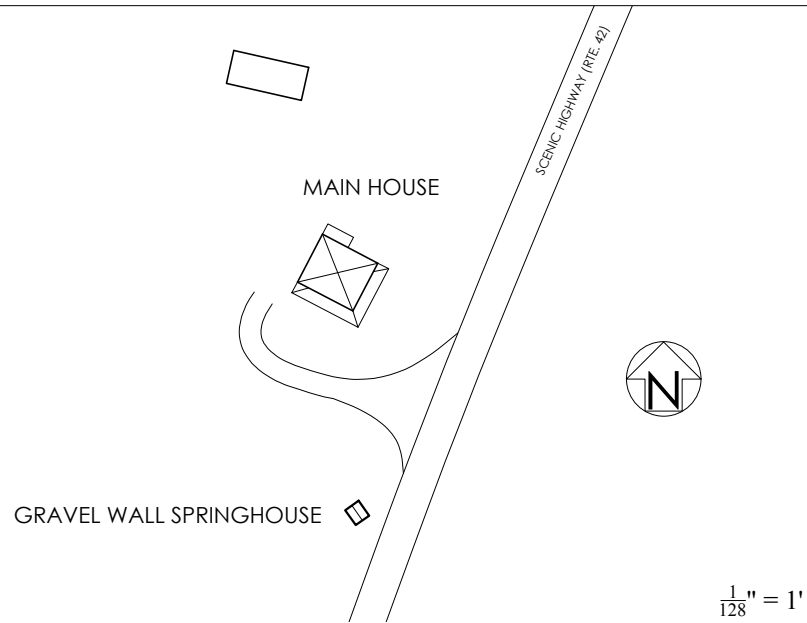 SCENIC HIGHWAY (RTE. 42)
MAIN HOUSE
N
GRAVEL WALL SPRINGHOUSE
1/128" = 1'